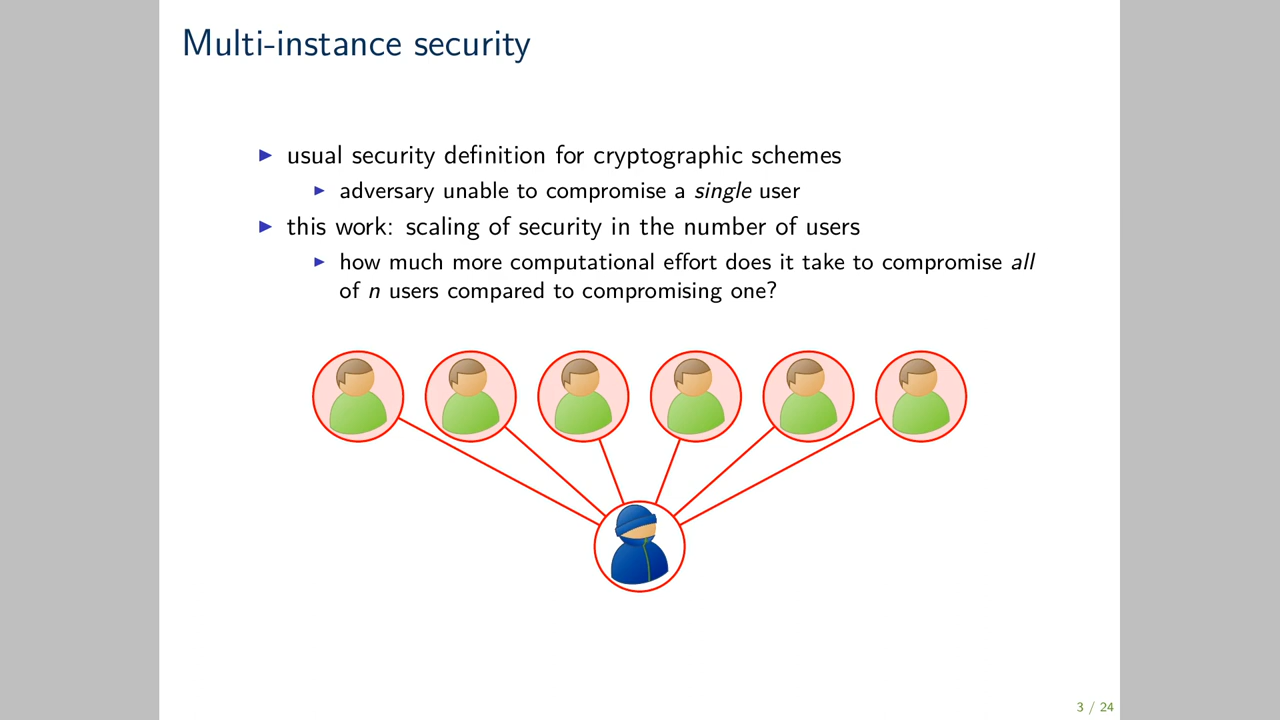 Multi-instance security
▶ usual security definition for cryptographic schemes
▶ adversary unable to compromise a single user
▶ this work: scaling of security in the number of users
▶ how much more computational effort does it take to compromise all
of n users compared to compromising one?
3 / 24